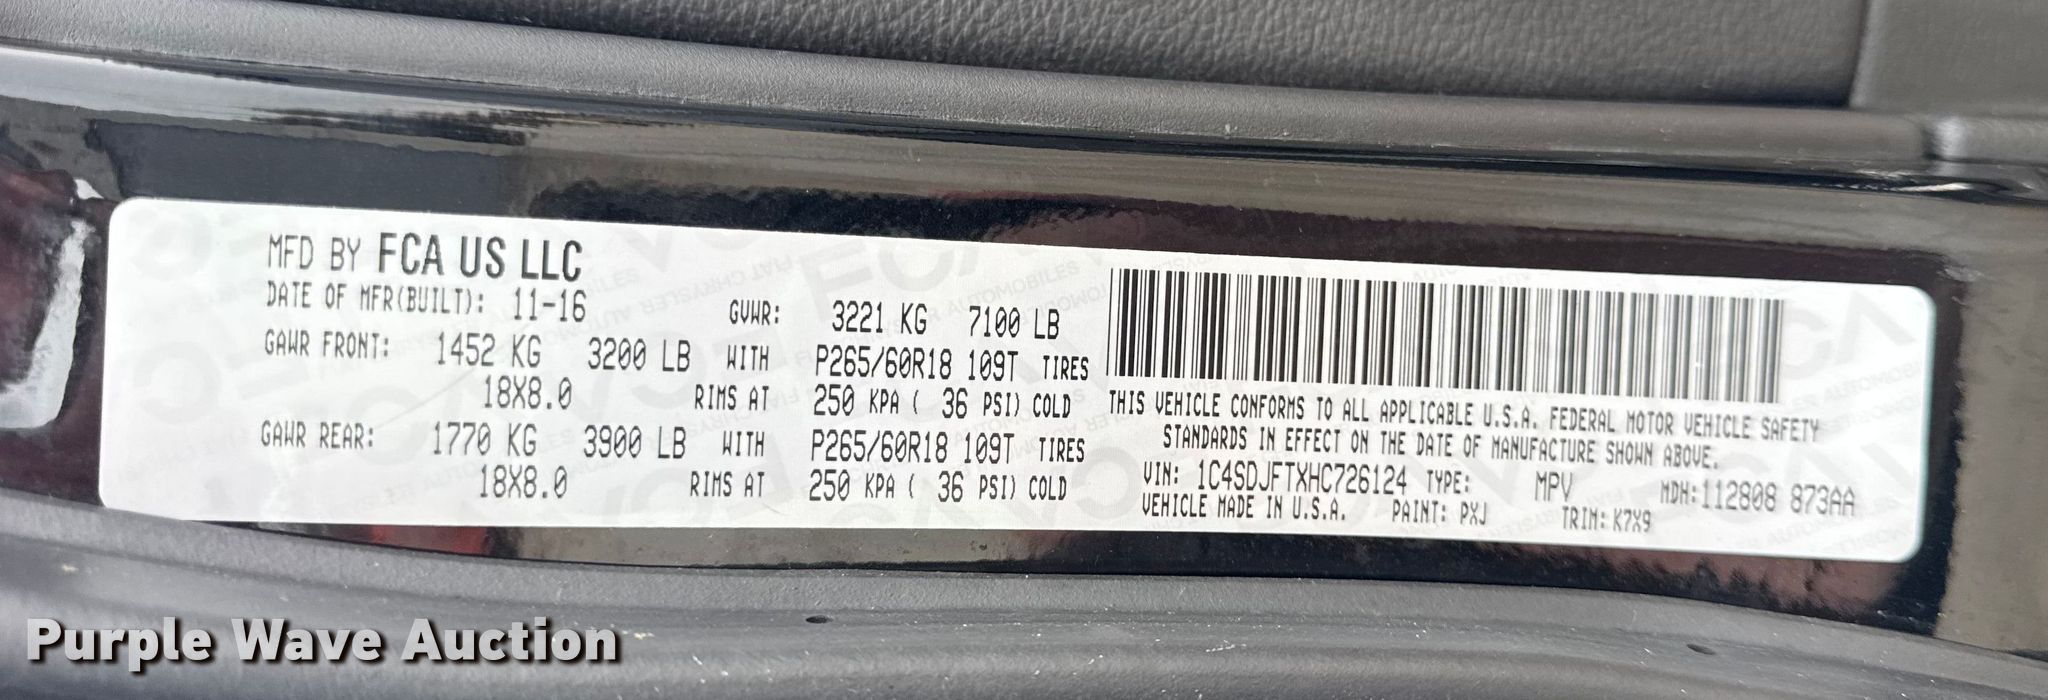 MFD BY FCA US LLC
DATE OF MFR(BUILT): 11-16 GVWR: 3221 KG 7100 LB
GAWR FRONT: 1452 KG 3200 LB WITH P265/60R18 109T TIRES
18X8.0 RIMS AT 250 KPA ( 36 PSI) COLD
GAWR REAR: 1770 KG 3900 LB WITH P265/60R18 109T TIRES
18X8.0 RIMS AT 250 KPA ( 36 PSI) COLD
THIS VEHICLE CONFORMS TO ALL APPLICABLE U.S.A. FEDERAL MOTOR VEHICLE SAFETY
STANDARDS IN EFFECT ON THE DATE OF MANUFACTURE SHOWN ABOVE.
VIN: 1C4SDJFTXHC726124 TYPE: MPV MDH:112808 873AA
VEHICLE MADE IN U.S.A. PAINT: PXJ TRIM: K7X9
Purple Wave Auction